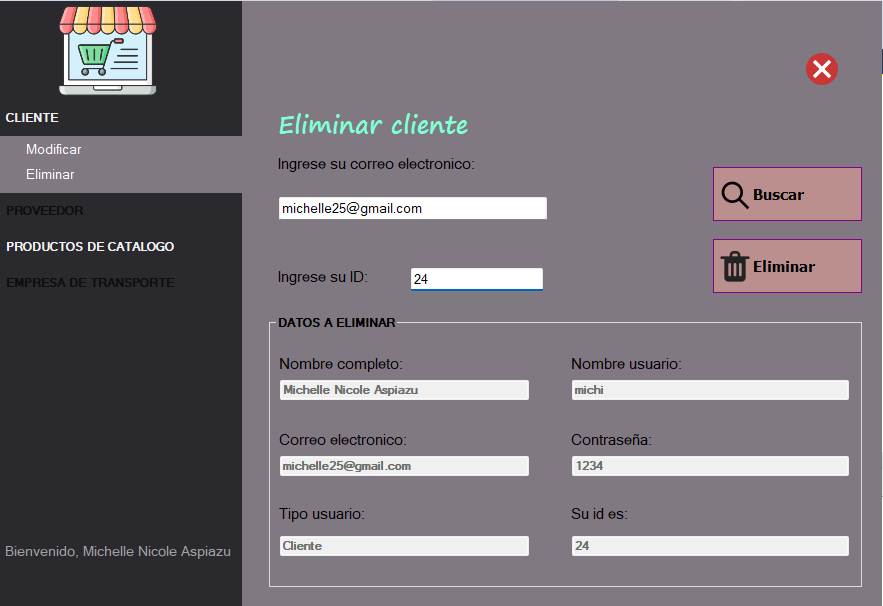 CLIENTE
Modificar
Eliminar
PROVEEDOR
PRODUCTOS DE CATALOGO
EMPRESA DE TRANSPORTE
Bienvenido, Michelle Nicole Aspiazu
Eliminar cliente
Ingrese su correo electronico:
michelle25@gmail.com
Buscar
Ingrese su ID:
24
Eliminar
DATOS A ELIMINAR
Nombre completo:
Michelle Nicole Aspiazu
Nombre usuario:
michi
Correo electronico:
michelle25@gmail.com
Contraseña:
1234
Tipo usuario:
Cliente
Su id es:
24